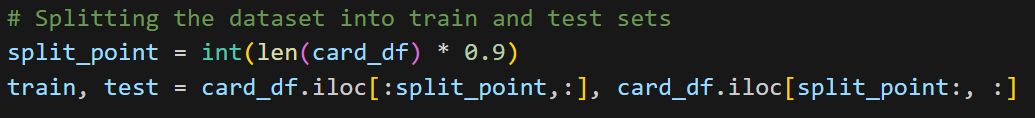 # Splitting the dataset into train and test sets
split_point = int(len(card_df) * 0.9)
train, test = card_df.iloc[:split_point,:], card_df.iloc[split_point:, :]